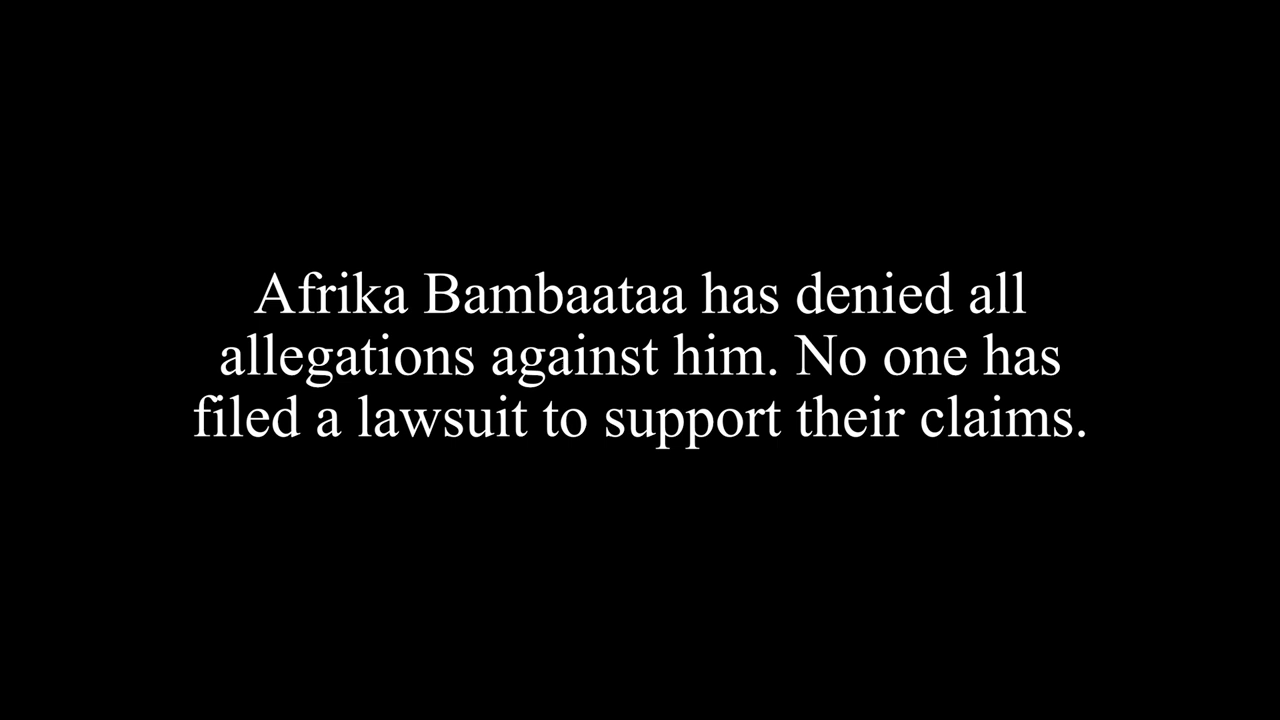 Afrika Bambaataa has denied all
allegations against him. No one has
filed a lawsuit to support their claims.